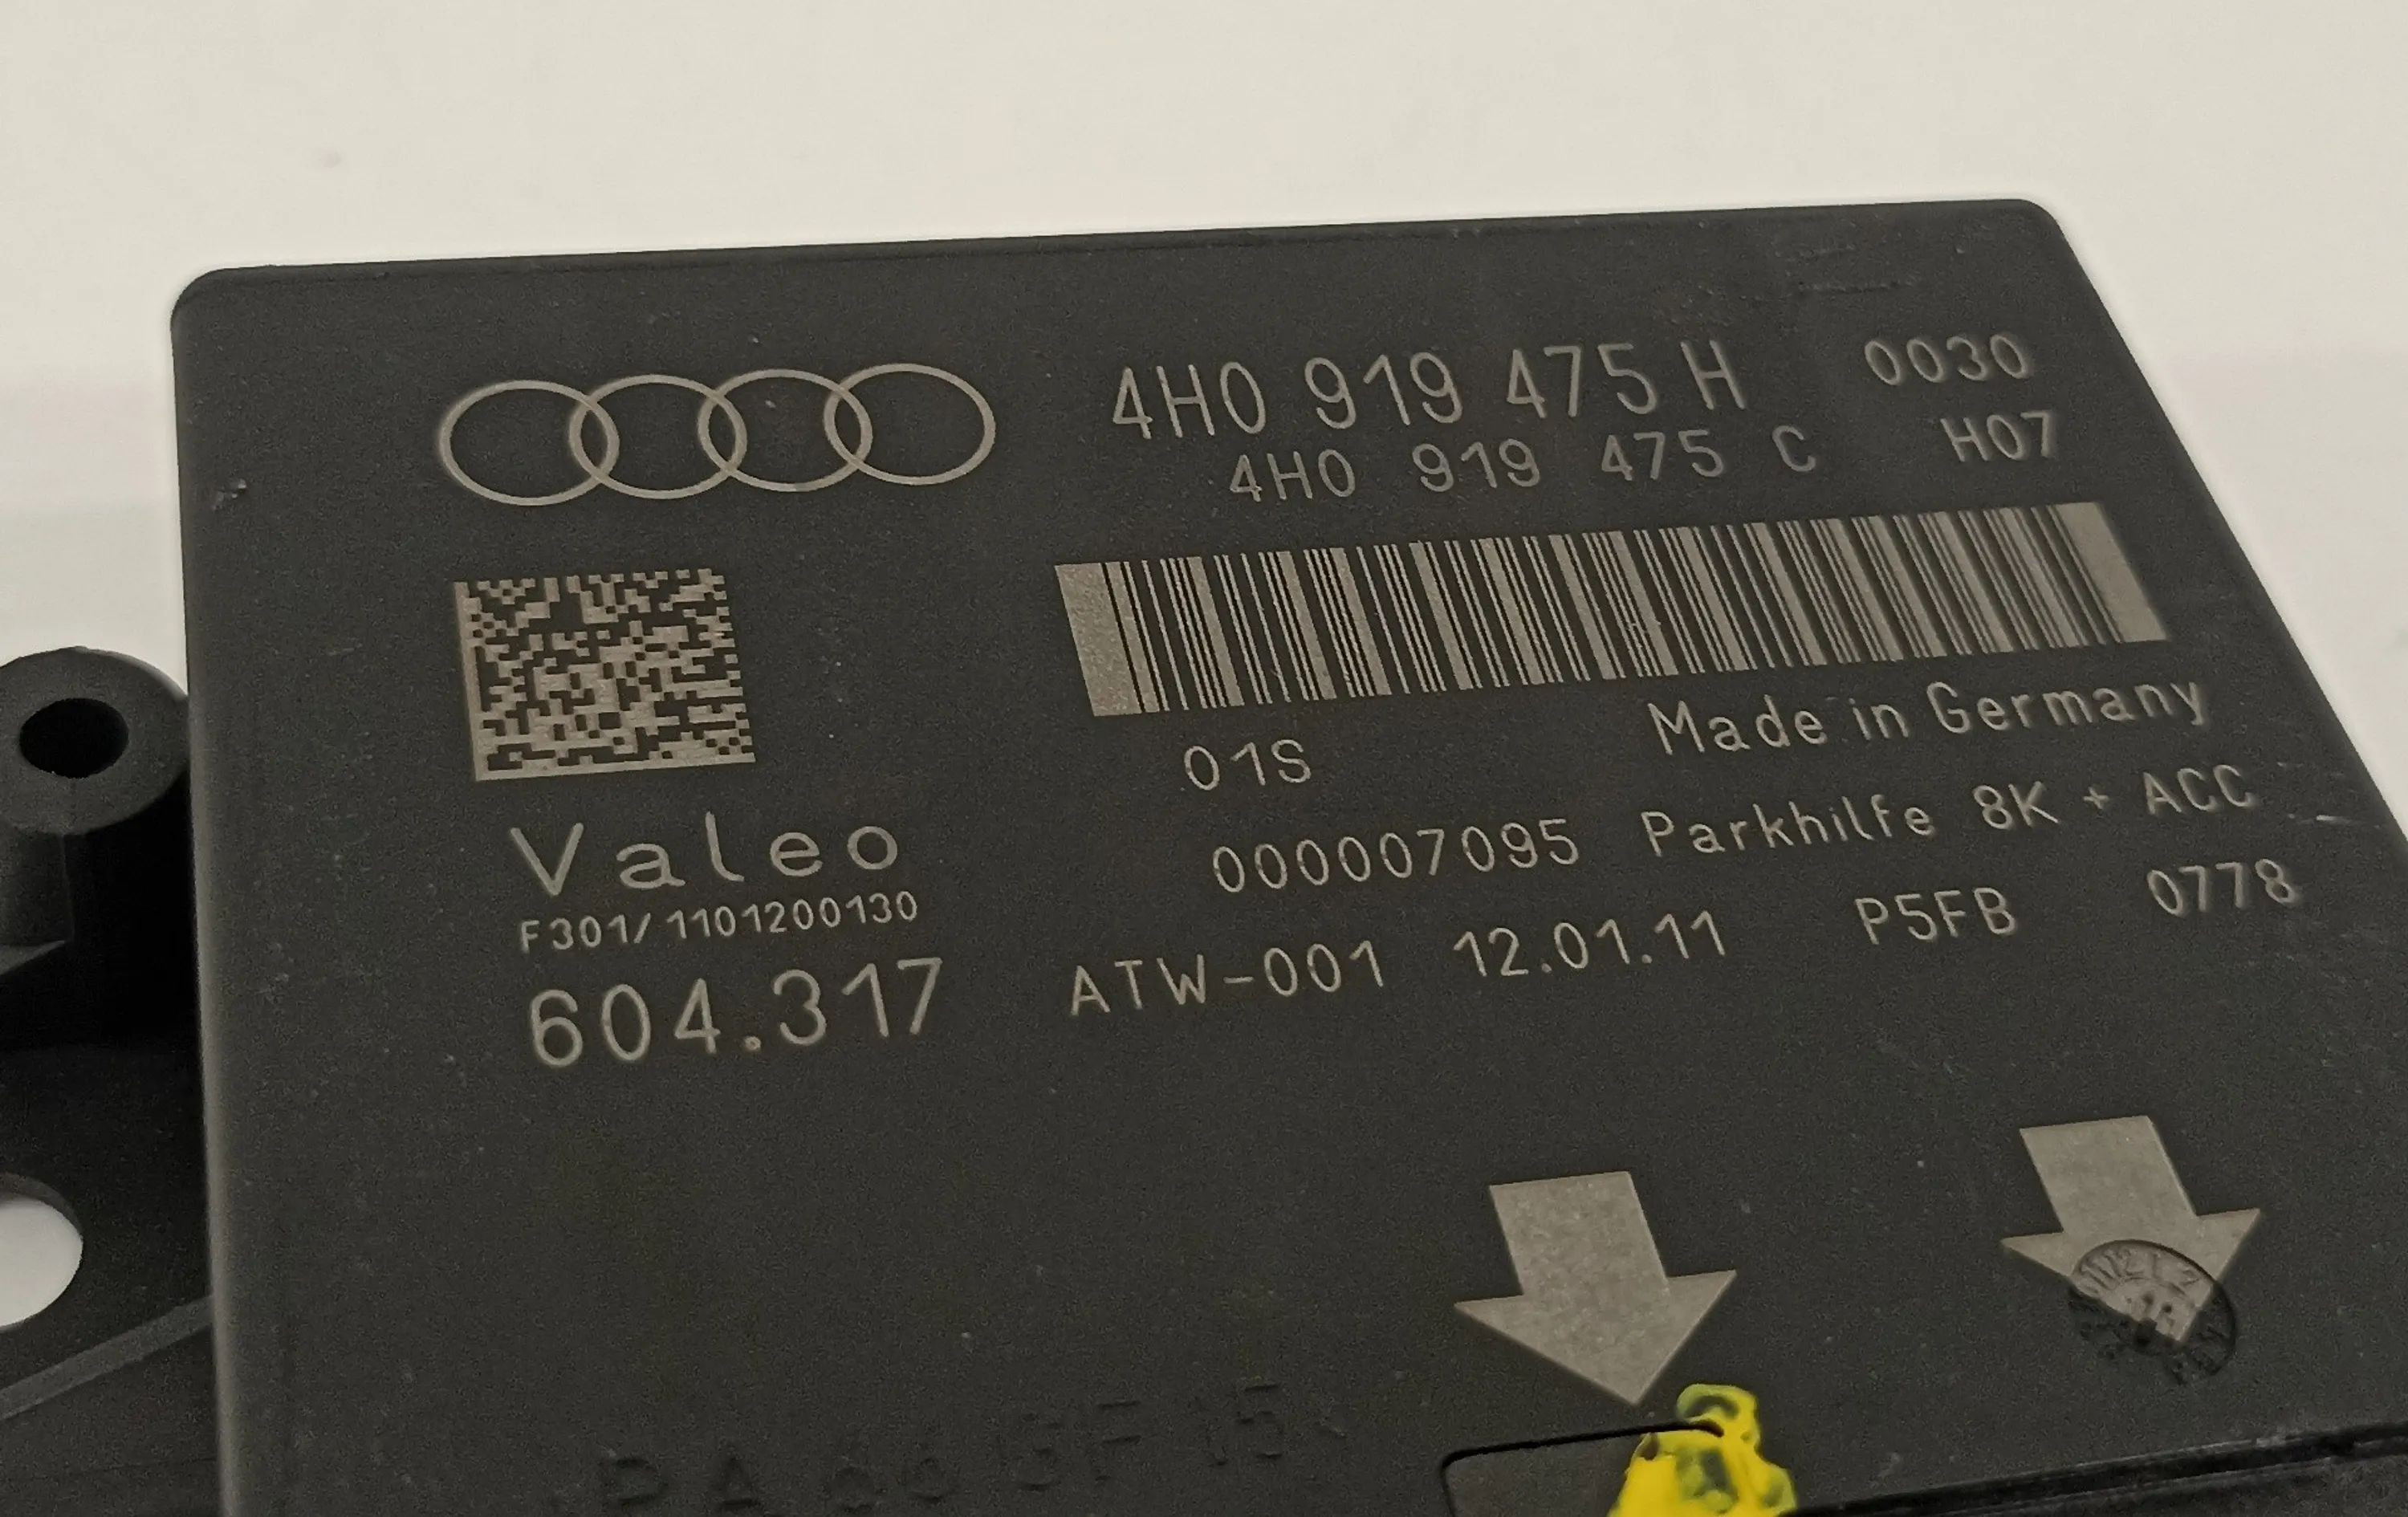 4H0 919 475 H 0030
4H0 919 475 C H07
01S
Made in Germany
Valeo
000007095 Parkhilfe 8K + ACC
F301/1101200130
604.317
ATW-001 12.01.11 P5FB 0778